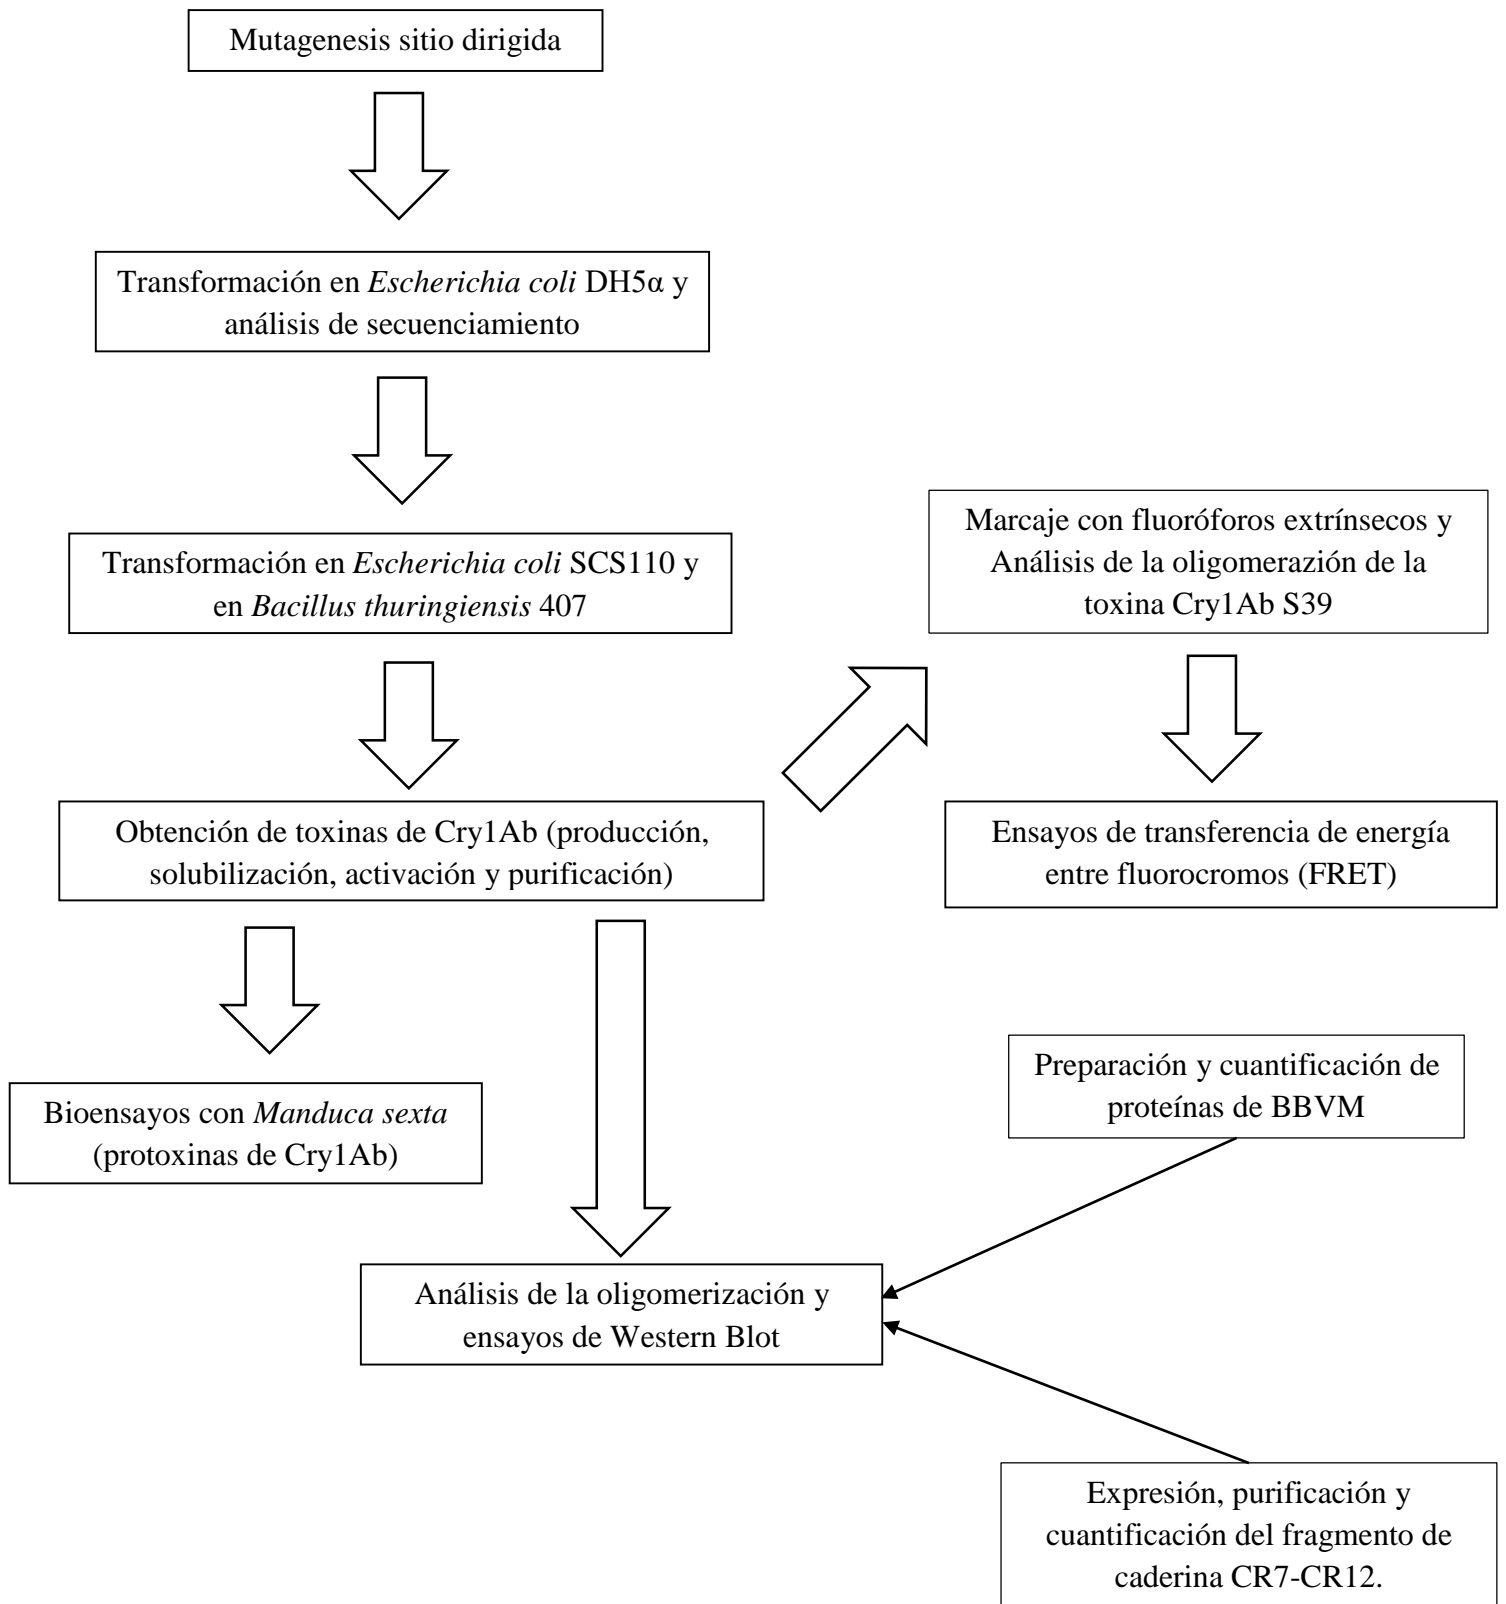 Mutagenesis sitio dirigida
Transformación en Escherichia coli DH5α y
análisis de secuenciamiento
Transformación en Escherichia coli SCS110 y
en Bacillus thuringiensis 407
Marcaje con fluoróforos extrínsecos y
Análisis de la oligomerazión de la
toxina Cry1Ab S39
Obtención de toxinas de Cry1Ab (producción,
solubilización, activación y purificación)
Ensayos de transferencia de energía
entre fluorocromos (FRET)
Bioensayos con Manduca sexta
(protoxinas de Cry1Ab)
Preparación y cuantificación de
proteínas de BBVM
Análisis de la oligomerización y
ensayos de Western Blot
Expresión, purificación y
cuantificación del fragmento de
caderina CR7-CR12.